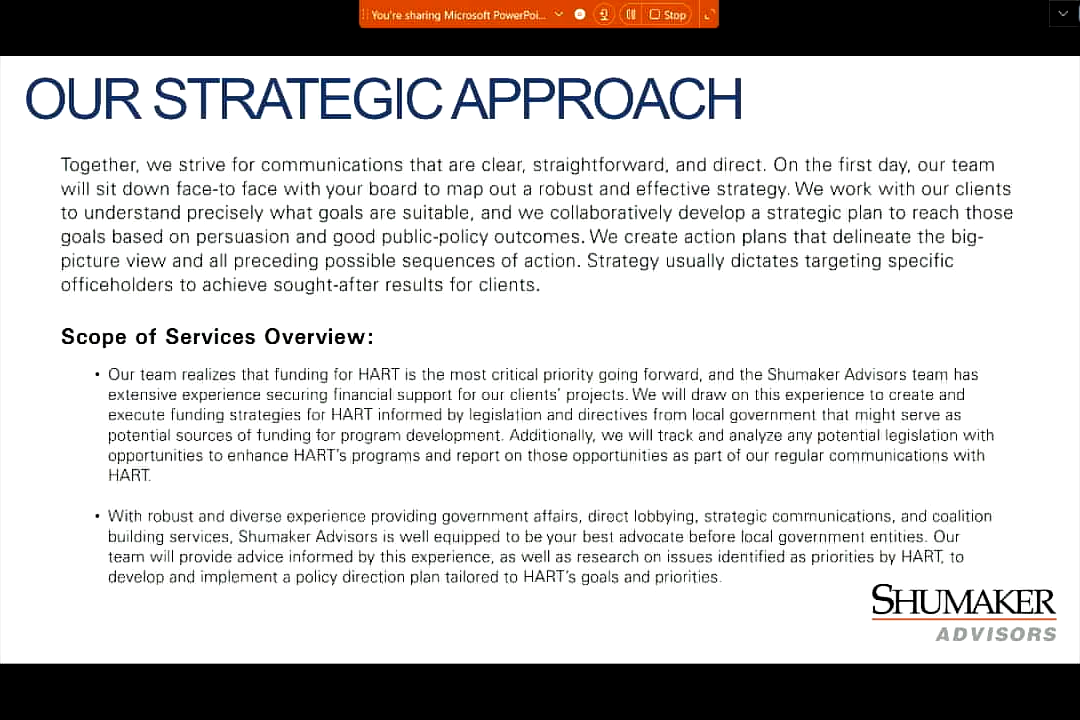 You're sharing Microsoft PowerPoi... Stop
OUR STRATEGIC APPROACH
Together, we strive for communications that are clear, straightforward, and direct. On the first day, our team
will sit down face-to face with your board to map out a robust and effective strategy. We work with our clients
to understand precisely what goals are suitable, and we collaboratively develop a strategic plan to reach those
goals based on persuasion and good public-policy outcomes. We create action plans that delineate the big-
picture view and all preceding possible sequences of action. Strategy usually dictates targeting specific
officeholders to achieve sought-after results for clients.
Scope of Services Overview:
• Our team realizes that funding for HART is the most critical priority going forward, and the Shumaker Advisors team has
extensive experience securing financial support for our clients' projects. We will draw on this experience to create and
execute funding strategies for HART informed by legislation and directives from local government that might serve as
potential sources of funding for program development. Additionally, we will track and analyze any potential legislation with
opportunities to enhance HART's programs and report on those opportunities as part of our regular communications with
HART.
• With robust and diverse experience providing government affairs, direct lobbying, strategic communications, and coalition
building services, Shumaker Advisors is well equipped to be your best advocate before local government entities. Our
team will provide advice informed by this experience, as well as research on issues identified as priorities by HART, to
develop and implement a policy direction plan tailored to HART's goals and priorities.
SHUMAKER
ADVISORS